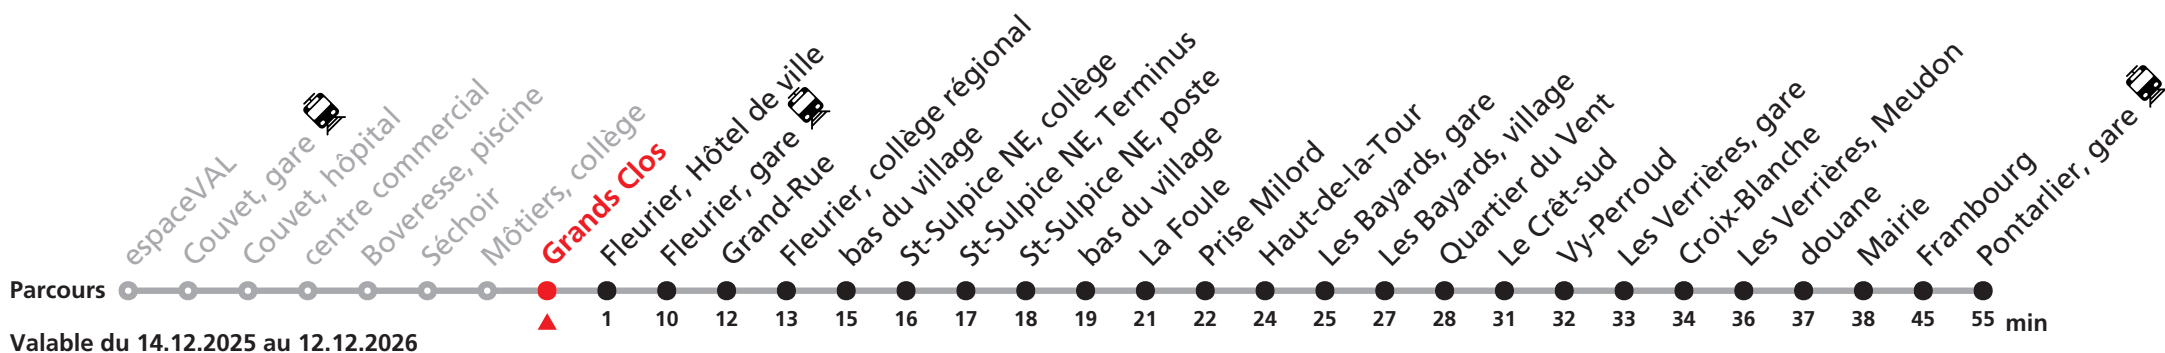 espaceVAL
Couvet, gare
Couvet, hôpital
centre commercial
Boveresse, piscine
Séchoir
Môtiers, collège
Grands Clos
Fleurier, Hôtel de ville
Fleurier, gare
Grand-Rue
Fleurier, collège régional
bas du village
St-Sulpice NE, collège
St-Sulpice NE, Terminus
St-Sulpice NE, poste
bas du village
La Foule
Prise Milord
Haut-de-la-Tour
Les Bayards, gare
Les Bayards, village
Quartier du Vent
Le Crêt-sud
Vy-Perroud
Les Verrières, gare
Croix-Blanche
Les Verrières, Meudon
douane
Mairie
Frambourg
Pontarlier, gare
Parcours
1 10 12 13 15 16 17 18 19 21 22 24 25 27 28 31 32 33 34 36 37 38 45 55 min
Valable du 14.12.2025 au 12.12.2026